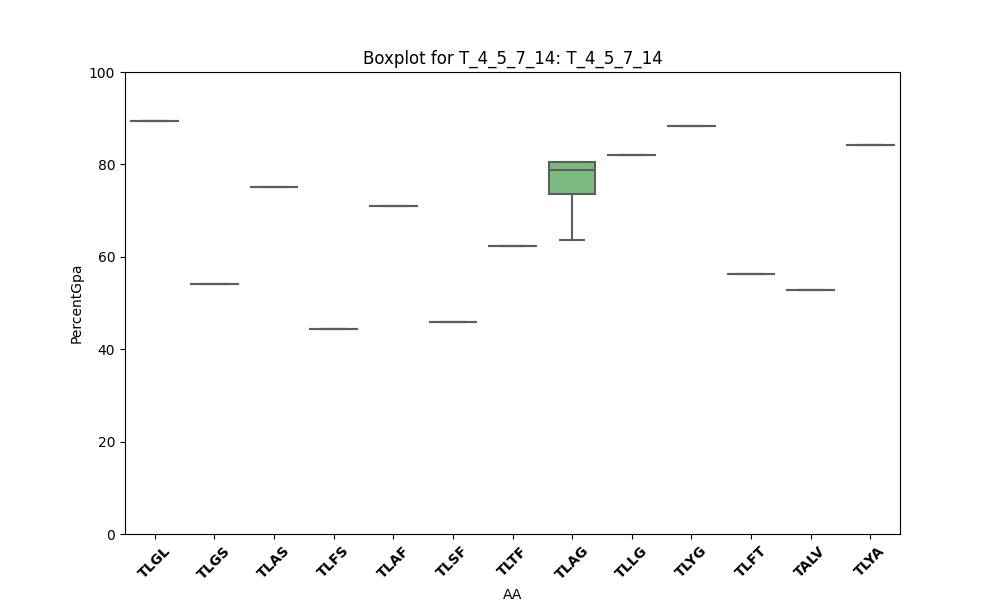 Boxplot for T_4_5_7_14: T_4_5_7_14
100
80
60
40
20
0
PercentGpa
TLGL TLGS TLAS TLFS TLAF TLSF TLTF TLAG TLLG TLYG TLFT TALV TLYA
AA